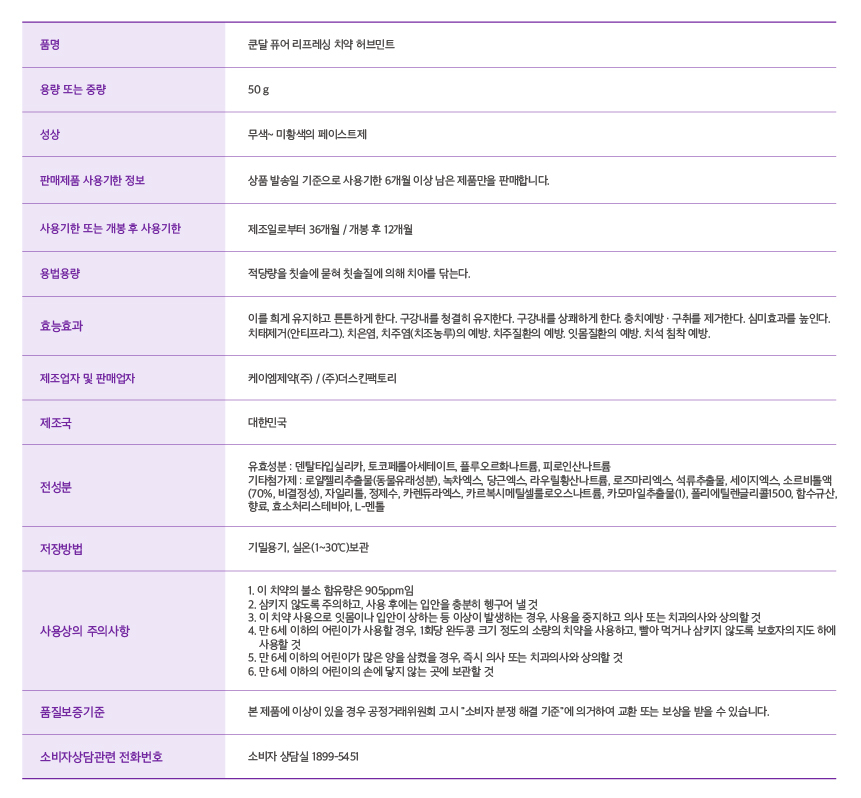 품명
쿤달 퓨어 리프레싱 치약 허브민트
용량 또는 중량
50 g
성상
무색~ 미황색의 페이스트제
판매제품 사용기한 정보
상품 발송일 기준으로 사용기한 6개월 이상 남은 제품만을 판매합니다.
사용기한 또는 개봉 후 사용기한
제조일로부터 36개월 / 개봉 후 12개월
용법용량
적당량을 칫솔에 묻혀 칫솔질에 의해 치아를 닦는다.
효능효과
이를 희게 유지하고 튼튼하게 한다. 구강내를 청결히 유지한다. 구강내를 상쾌하게 한다. 충치예방 · 구취를 제거한다. 심미효과를 높인다.
치태제거(안티프라그). 치은염, 치주염(치조농루)의 예방. 치주질환의 예방. 잇몸질환의 예방. 치석 침착 예방.
제조업자 및 판매업자
케이엠제약(주) / (주)더스킨팩토리
제조국
대한민국
전성분
유효성분 : 덴탈타입실리카, 토코페롤아세테이트, 플루오르화나트륨, 피로인산나트륨
기타첨가제 : 로얄젤리추출물(동물유래성분), 녹차엑스, 당근엑스, 라우릴황산나트륨, 로즈마리엑스, 석류추출물, 세이지엑스, 소르비톨액
(70%, 비결정성), 자일리톨, 정제수, 카렌듀라엑스, 카르복시메틸셀룰로오스나트륨, 카모마일추출물(1), 폴리에틸렌글리콜1500, 함수규산,
향료, 효소처리스테비아, L-멘톨
저장방법
기밀용기, 실온(1~30℃)보관
사용상의 주의사항
1. 이 치약의 불소 함유량은 905ppm임
2. 삼키지 않도록 주의하고, 사용 후에는 입안을 충분히 헹구어 낼 것
3. 이 치약 사용으로 잇몸이나 입안이 상하는 등 이상이 발생하는 경우, 사용을 중지하고 의사 또는 치과의사와 상의할 것
4. 만 6세 이하의 어린이가 사용할 경우, 1회당 완두콩 크기 정도의 소량의 치약을 사용하고, 빨아 먹거나 삼키지 않도록 보호자의 지도 하에
사용할 것
5. 만 6세 이하의 어린이가 많은 양을 삼켰을 경우, 즉시 의사 또는 치과의사와 상의할 것
6. 만 6세 이하의 어린이의 손에 닿지 않는 곳에 보관할 것
품질보증기준
본 제품에 이상이 있을 경우 공정거래위원회 고시 "소비자 분쟁 해결 기준"에 의거하여 교환 또는 보상을 받을 수 있습니다.
소비자상담관련 전화번호
소비자 상담실 1899-5451